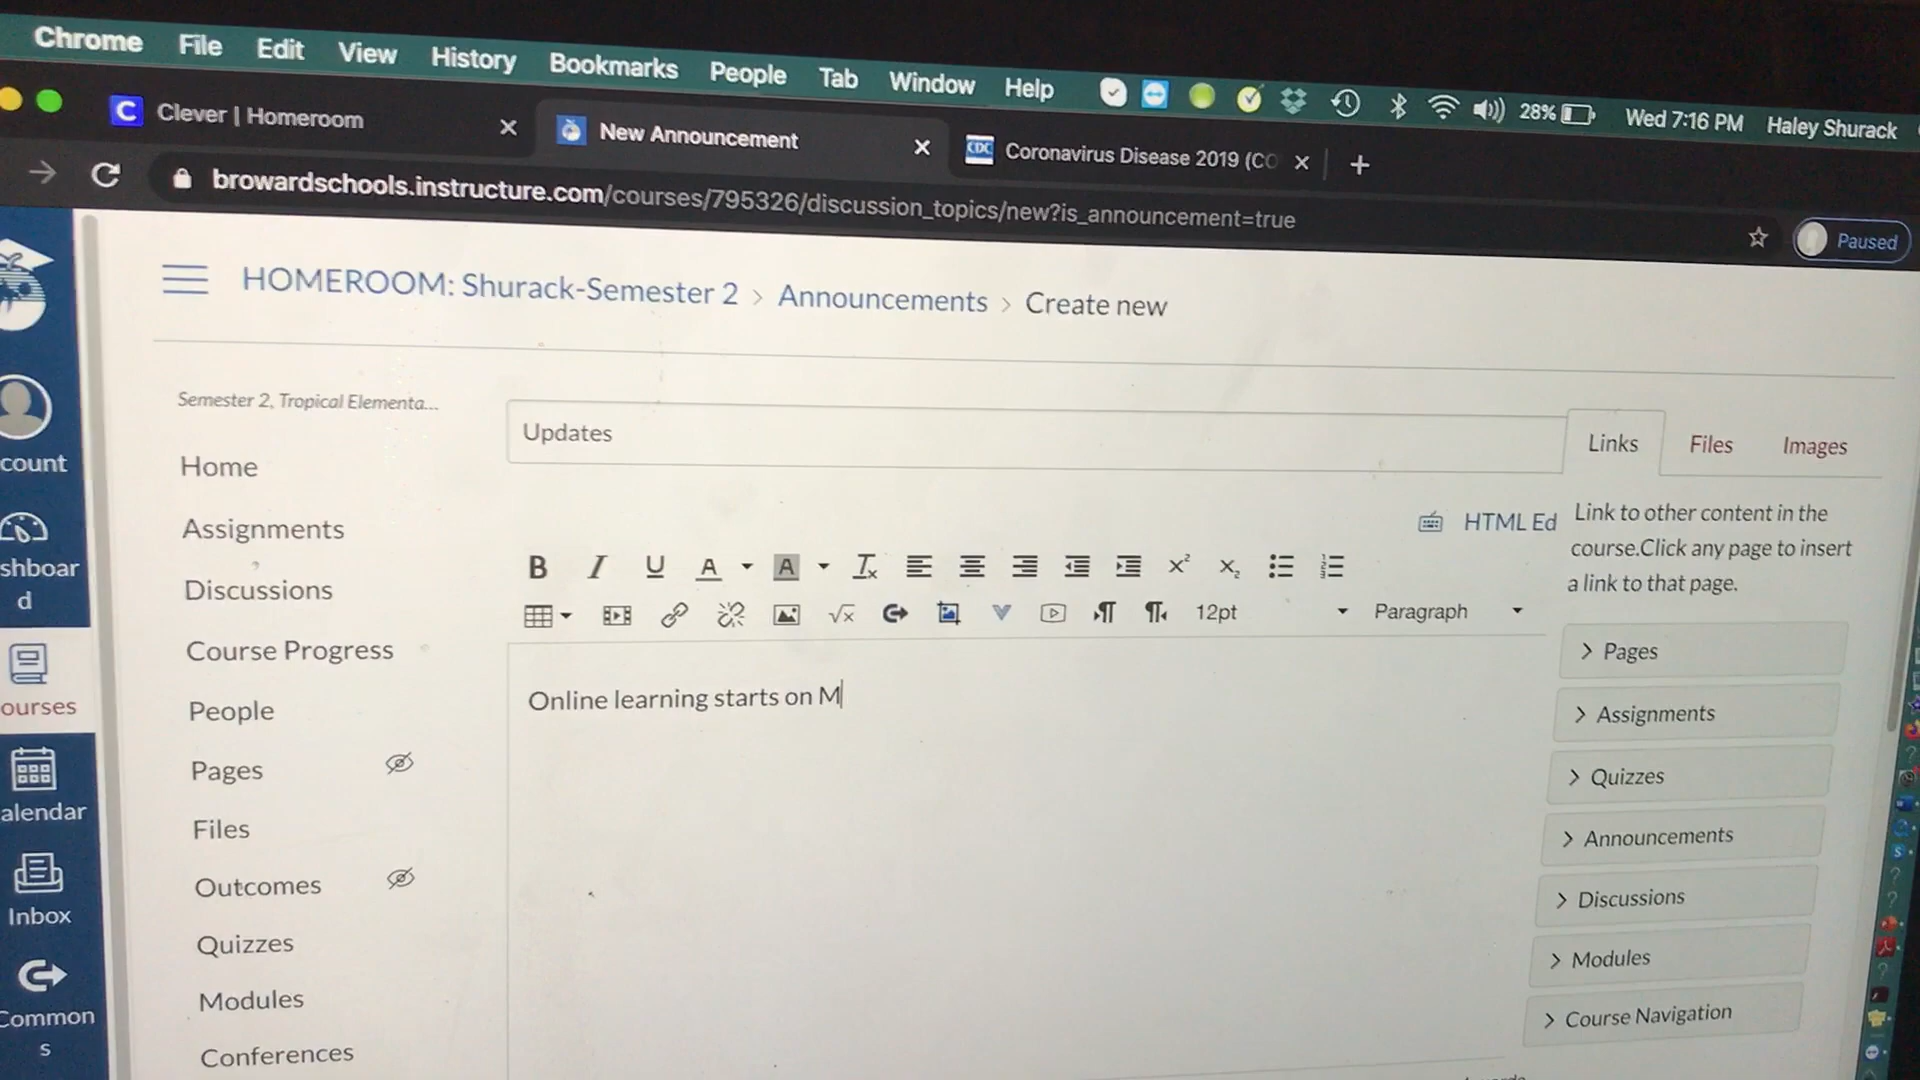 Chrome File Edit View History Bookmarks People Tab Window Help 28% Wed 7:16 PM Haley Shurack
Clever | Homeroom
New Announcement
CDC Coronavirus Disease 2019 (CO
browardschools.instructure.com/courses/795326/discussion_topics/new?is_announcement=true
Paused
HOMEROOM: Shurack-Semester 2 > Announcements > Create new
Semester 2, Tropical Elementa...
Home
Assignments
Discussions
Course Progress
People
Pages
Files
Outcomes
Quizzes
Modules
Conferences
count
shboar
d
ourses
alendar
Inbox
Common
s
Updates
HTML Ed
12pt
Paragraph
Online learning starts on M
Links Files Images
Link to other content in the
course.Click any page to insert
a link to that page.
Pages
Assignments
Quizzes
Announcements
Discussions
Modules
Course Navigation